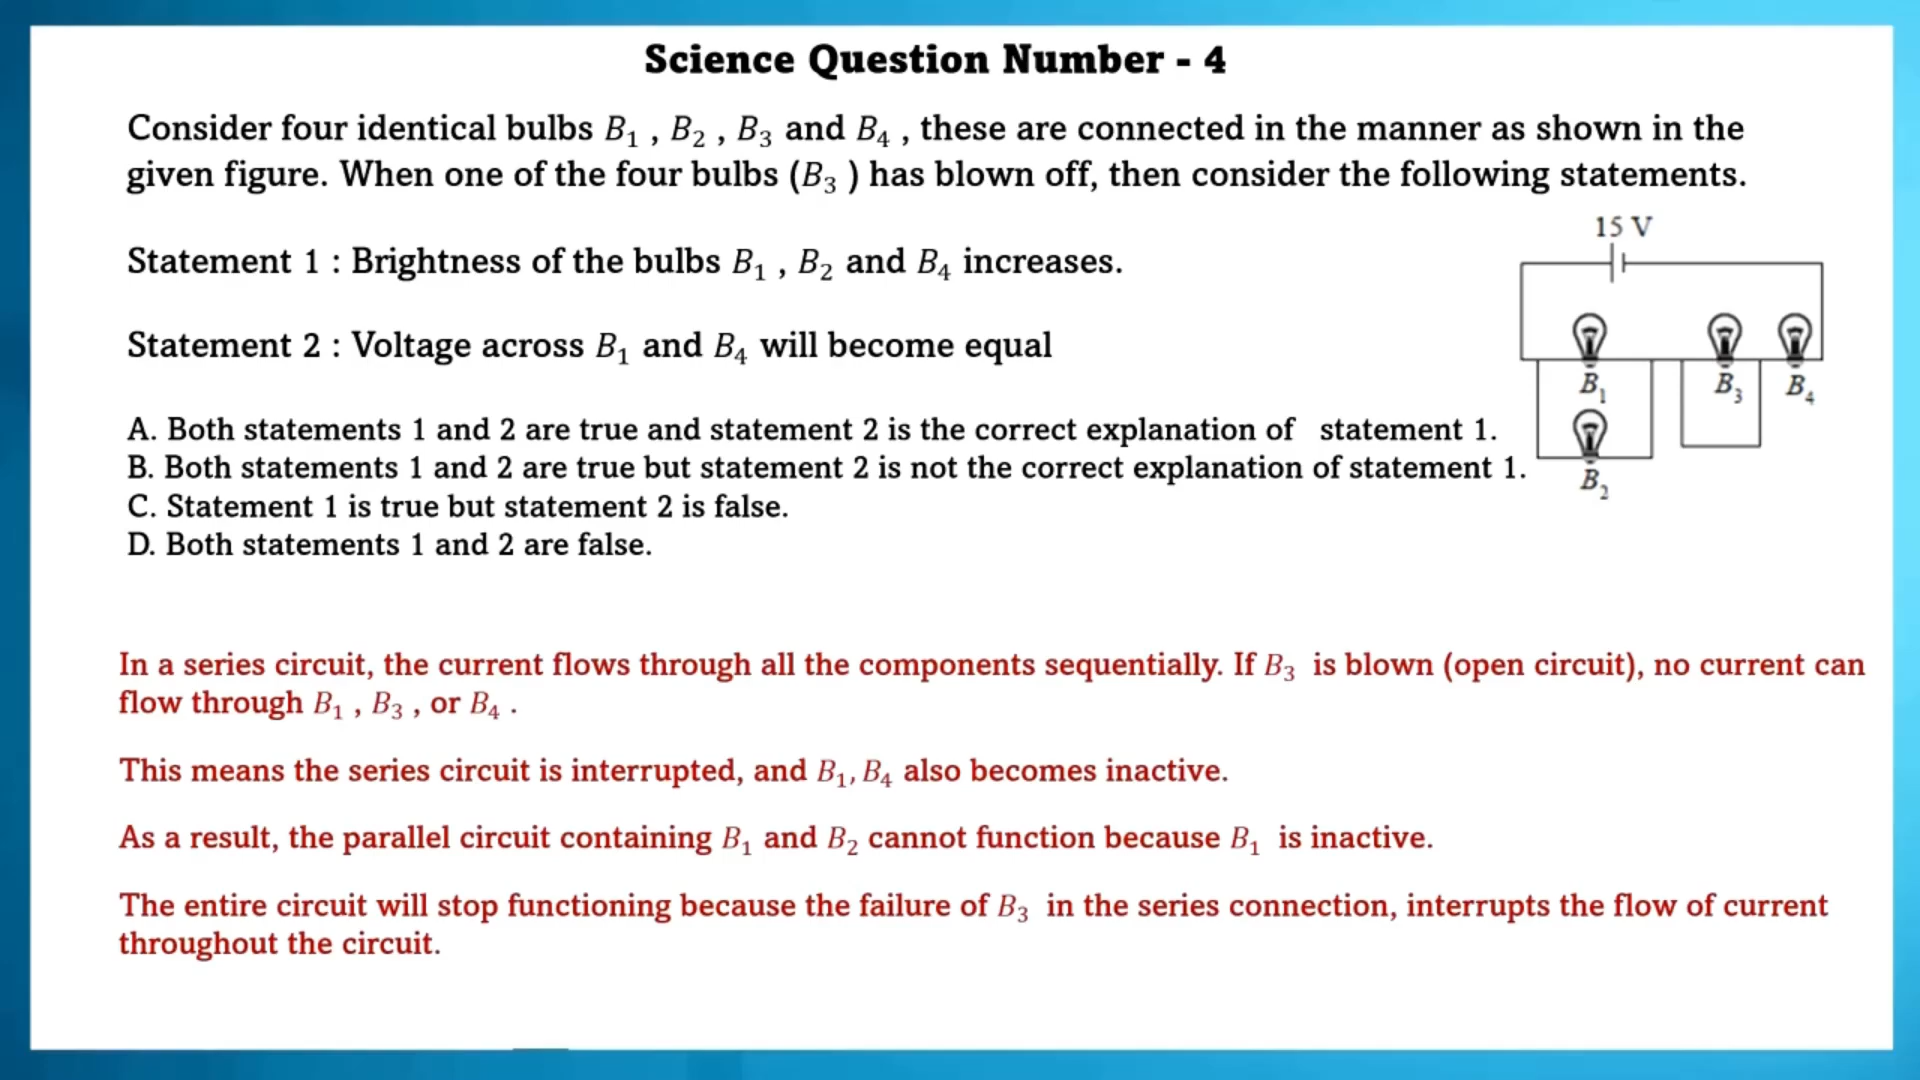 Science Question Number - 4
Consider four identical bulbs B₁ , B₂ , B₃ and B₄ , these are connected in the manner as shown in the
given figure. When one of the four bulbs (B₃ ) has blown off, then consider the following statements.
15 V
Statement 1 : Brightness of the bulbs B₁ , B₂ and B₄ increases.
Statement 2 : Voltage across B₁ and B₄ will become equal
B₁
B₃
B₄
B₂
A. Both statements 1 and 2 are true and statement 2 is the correct explanation of statement 1.
B. Both statements 1 and 2 are true but statement 2 is not the correct explanation of statement 1.
C. Statement 1 is true but statement 2 is false.
D. Both statements 1 and 2 are false.
In a series circuit, the current flows through all the components sequentially. If B₃ is blown (open circuit), no current can
flow through B₁ , B₃ , or B₄ .
This means the series circuit is interrupted, and B₁, B₄ also becomes inactive.
As a result, the parallel circuit containing B₁ and B₂ cannot function because B₁ is inactive.
The entire circuit will stop functioning because the failure of B₃ in the series connection, interrupts the flow of current
throughout the circuit.